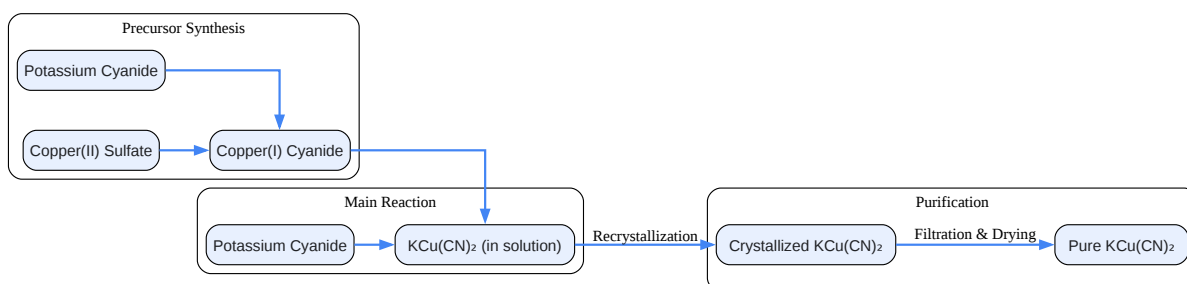 Precursor Synthesis
Potassium Cyanide
Copper(II) Sulfate
Copper(I) Cyanide
Main Reaction
Potassium Cyanide
KCu(CN)₂ (in solution)
Recrystallization
Purification
Crystallized KCu(CN)₂
Filtration & Drying
Pure KCu(CN)₂